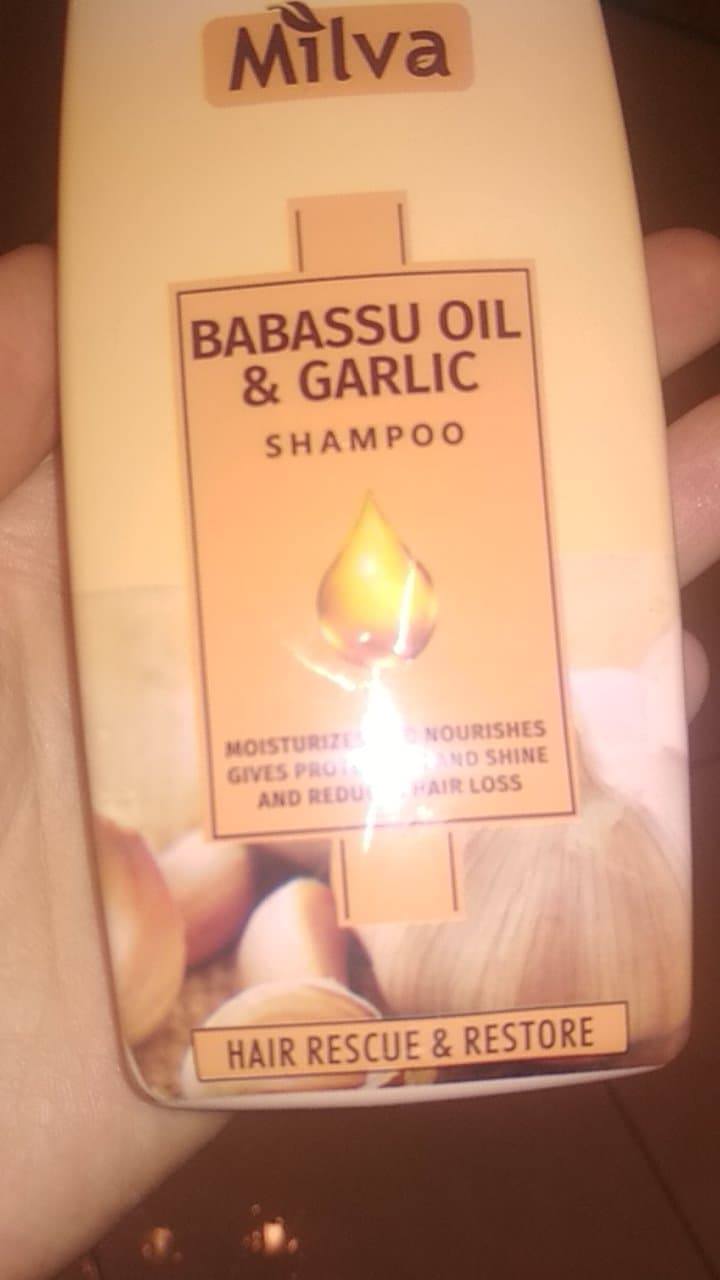 Milva
BABASSU OIL
& GARLIC
SHAMPOO
MOISTURIZES NOURISHES
GIVES AND SHINE
AND HAIR LOSS
HAIR RESCUE & RESTORE